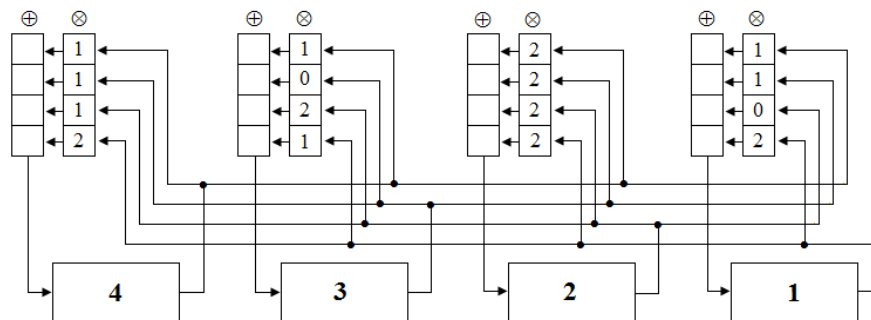 ⊕ ⊗ ⊕ ⊗ ⊕ ⊗ ⊕ ⊗
1 1 2 1
1 0 2 1
1 2 2 0
2 1 2 2
4 3 2 1